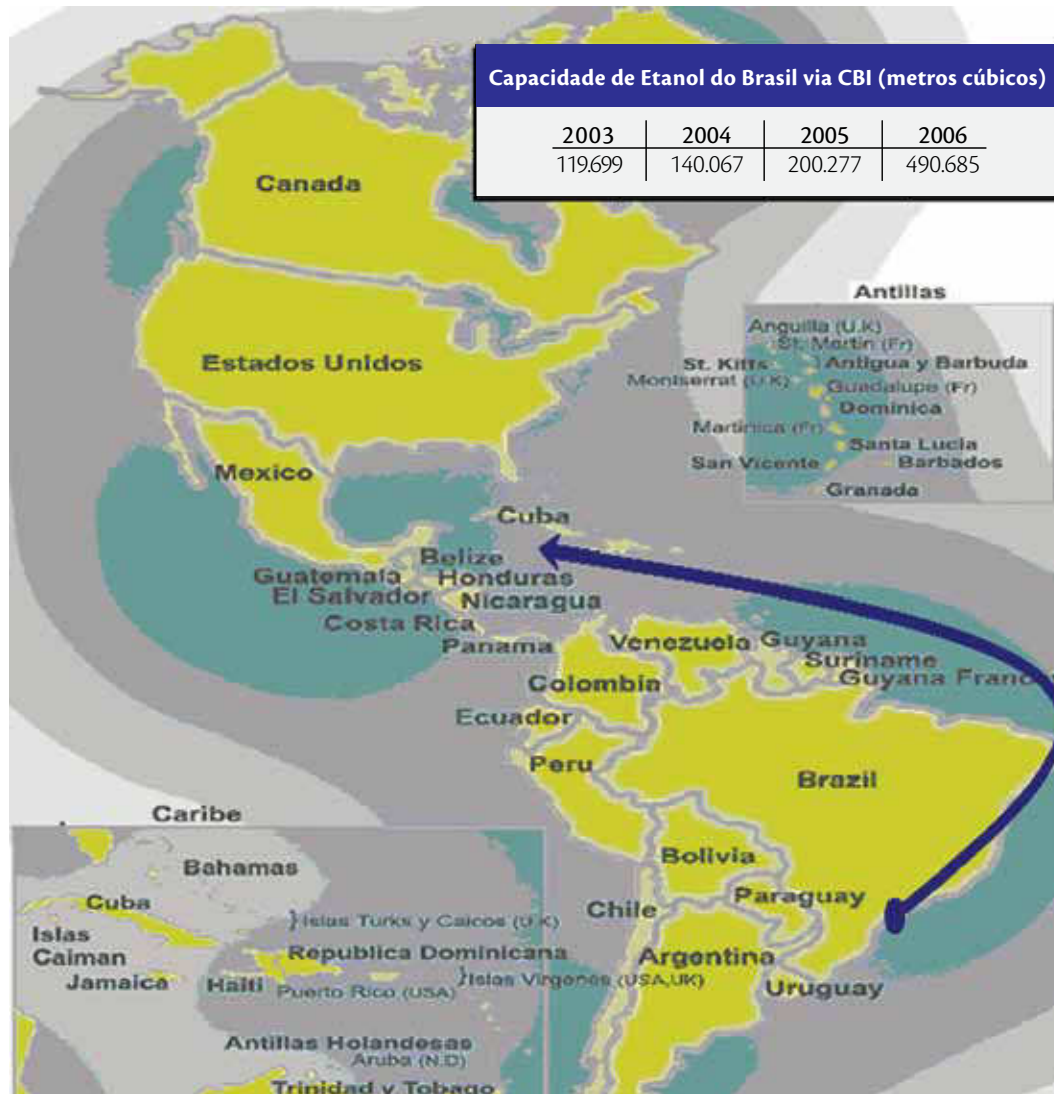 Capacidade de Etanol do Brasil via CBI (metros cúbicos)
2003 2004 2005 2006
119.699 140.067 200.277 490.685
Canada
Estados Unidos
Mexico
Antillas
Anguilla (U.K)
St. Martin (Fr)
St. Kitts
Antigua y Barbuda
Montserrat (U.K)
Guadalupe (Fr)
Dominica
Martinica (Fr)
Santa Lucia
San Vicente
Barbados
Granada
Cuba
Belize
Guatemala
Honduras
El Salvador
Nicaragua
Costa Rica
Panama
Venezuela
Guyana
Suriname
Guyana
Colombia
Ecuador
Peru
Brazil
Bolivia
Paraguay
Chile
Argentina
Uruguay
Caribe
Bahamas
Cuba
}Islas Turks y Caicos (U.K)
Islas
Caiman
Republica Dominicana
Jamaica
Haiti
Puerto Rico (USA)
}Islas Virgenes (USA,UK)
Antillas Holandesas
Aruba (N.D)
Trinidad y Tobago